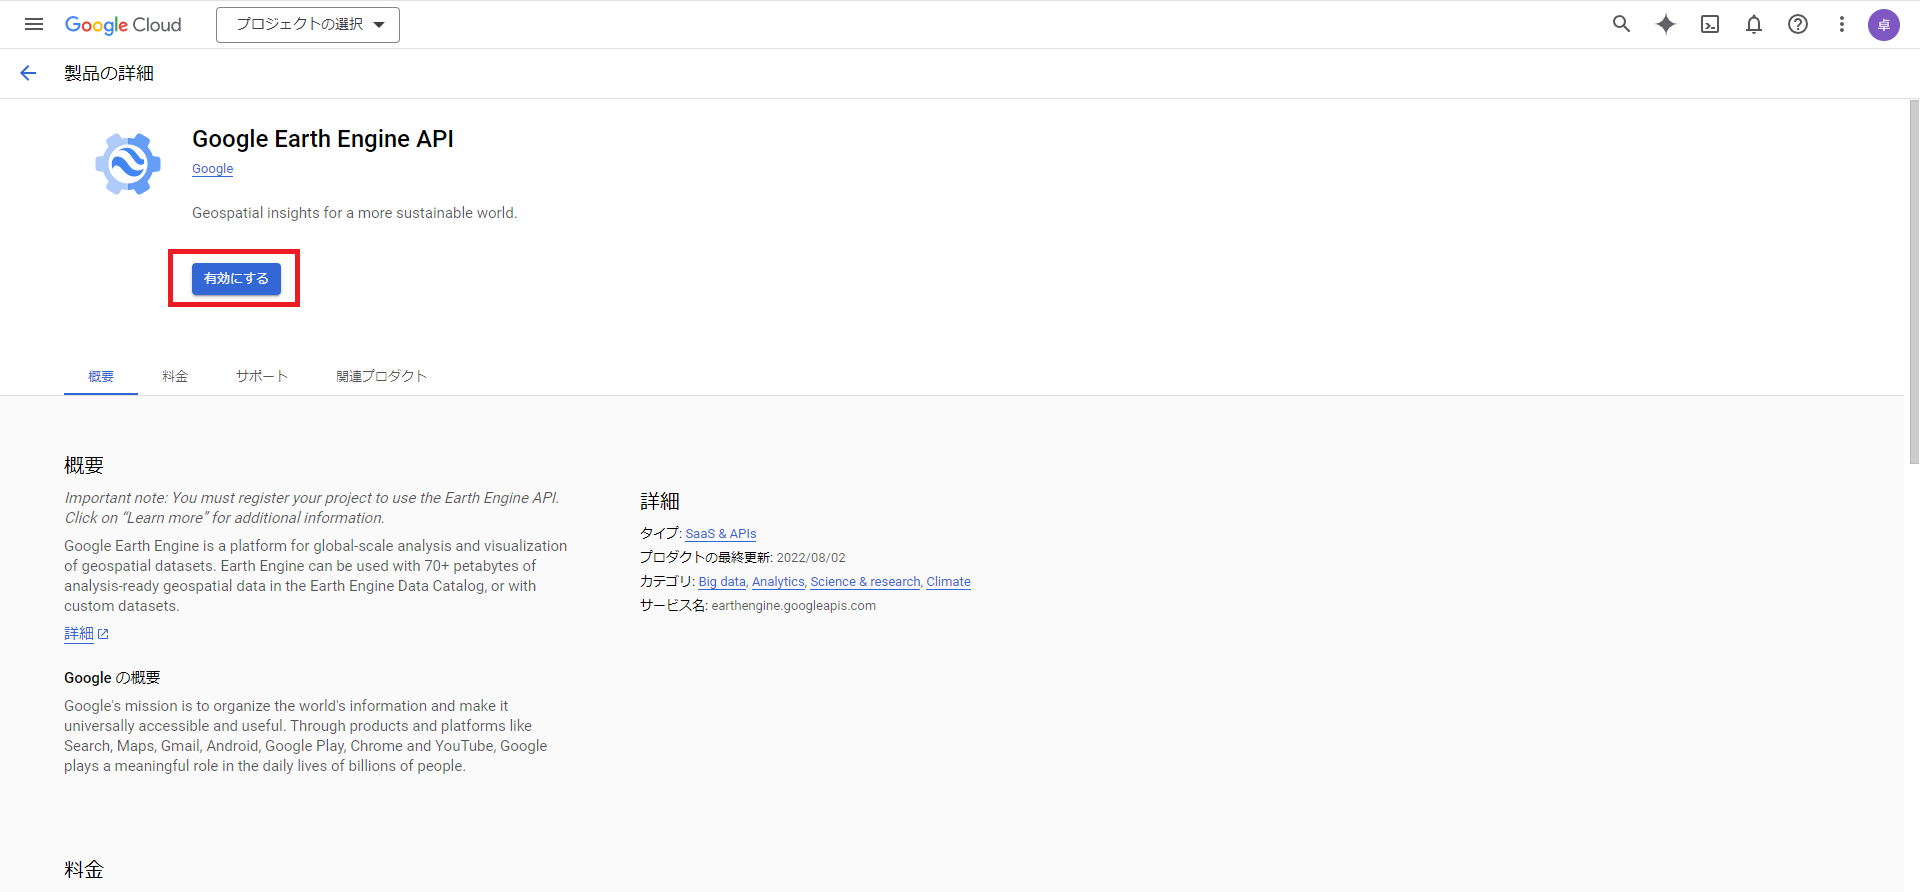 Google Cloud
プロジェクトの選択
卓
製品の詳細
Google Earth Engine API
Google
Geospatial insights for a more sustainable world.
有効にする
概要
料金
サポート
関連プロダクト
概要
Important note: You must register your project to use the Earth Engine API.
Click on “Learn more” for additional information.
Google Earth Engine is a platform for global-scale analysis and visualization
of geospatial datasets. Earth Engine can be used with 70+ petabytes of
analysis-ready geospatial data in the Earth Engine Data Catalog, or with
custom datasets.
詳細
Google の概要
Google's mission is to organize the world's information and make it
universally accessible and useful. Through products and platforms like
Search, Maps, Gmail, Android, Google Play, Chrome and YouTube, Google
plays a meaningful role in the daily lives of billions of people.
詳細
タイプ: SaaS & APIs
プロダクトの最終更新: 2022/08/02
カテゴリ: Big data, Analytics, Science & research, Climate
サービス名: earthengine.googleapis.com
料金